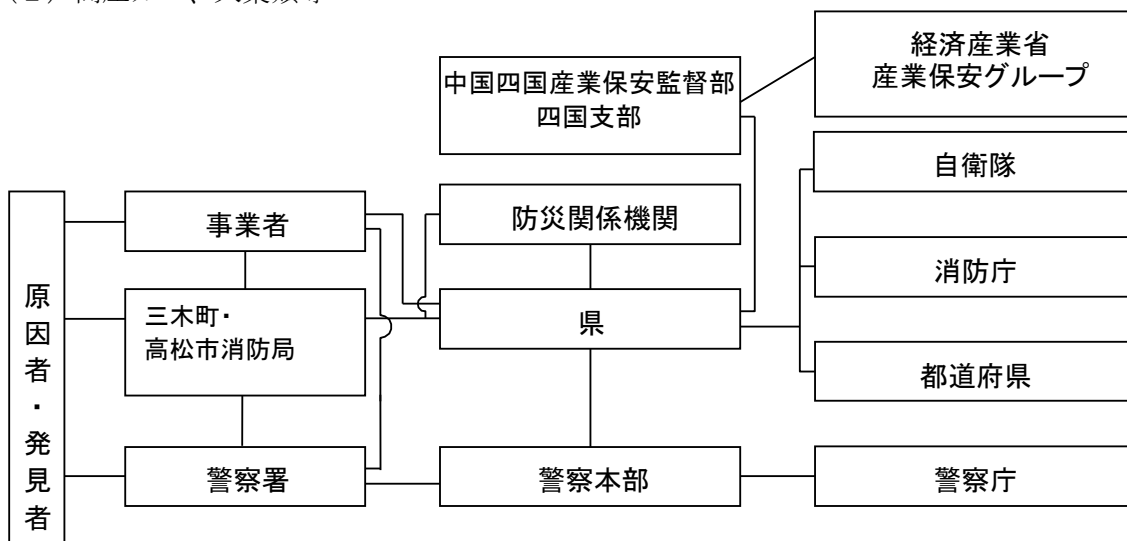 経済産業省
産業保安グループ
中国四国産業保安監督部
四国支部
自衛隊
事業者
防災関係機関
消防庁
原因者・発見者
三木町・
高松市消防局
県
都道府県
警察署
警察本部
警察庁